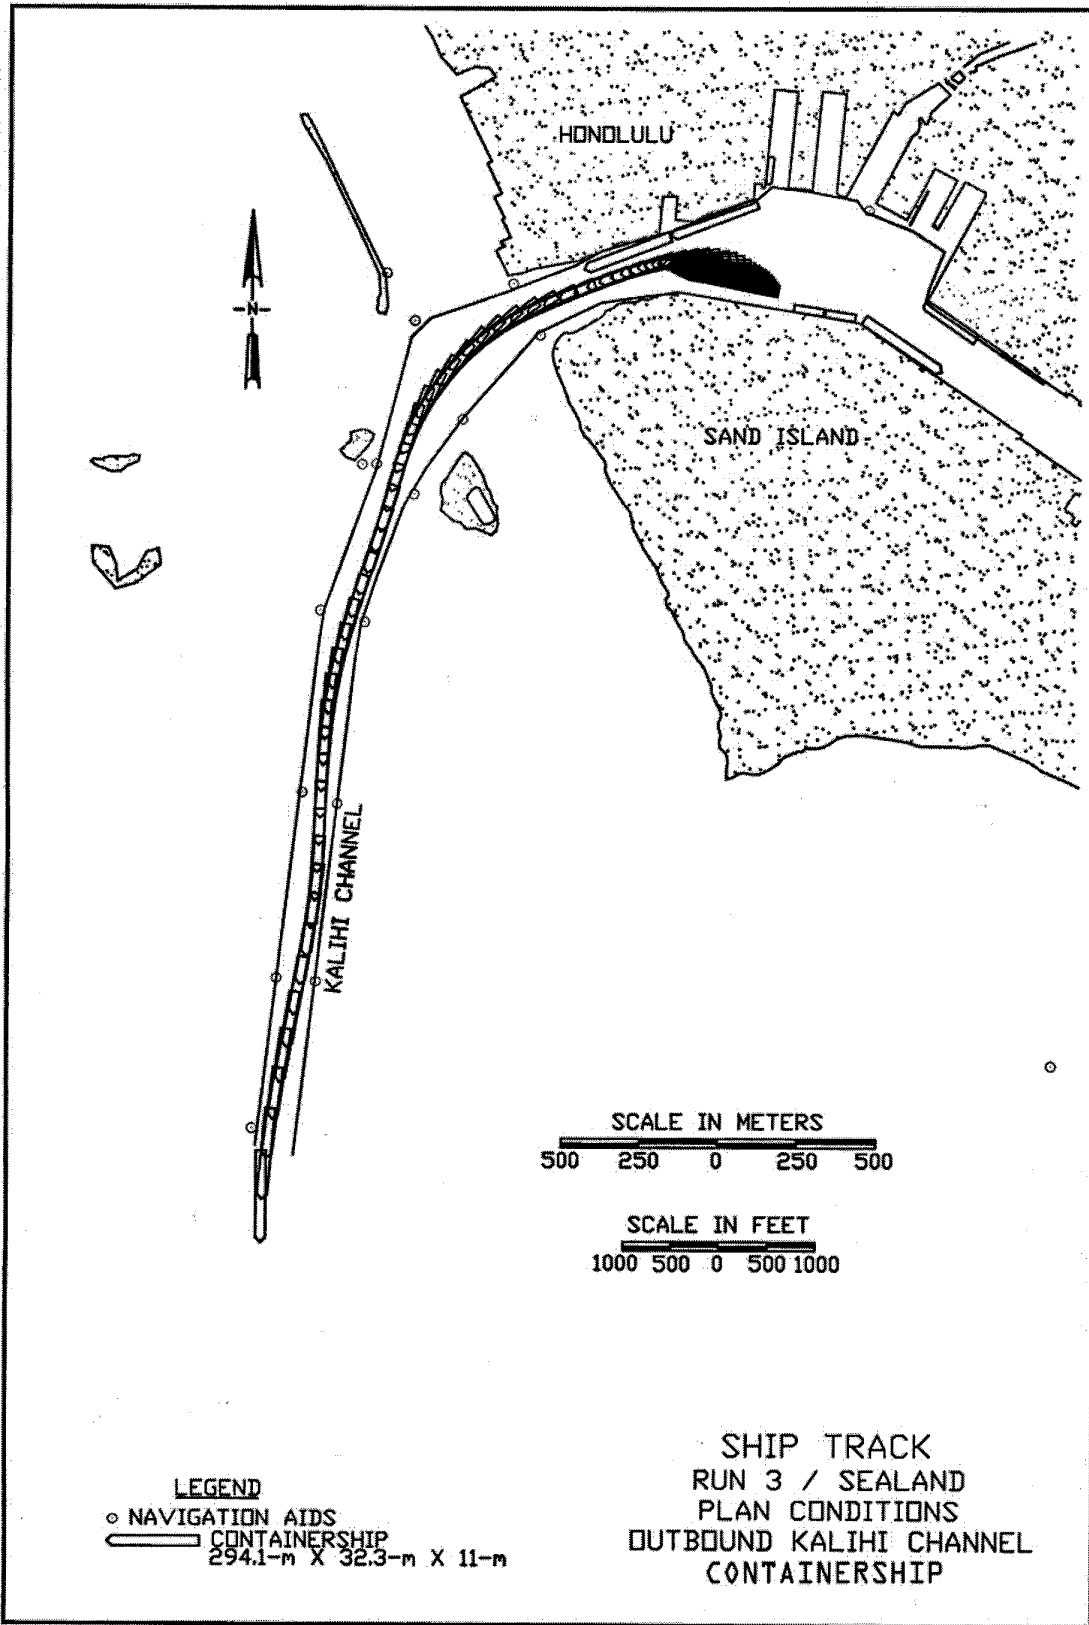 HONOLULU
N
SAND ISLAND
KALIHI CHANNEL
SCALE IN METERS
500 250 0 250 500
SCALE IN FEET
1000 500 0 500 1000
SHIP TRACK
RUN 3 / SEALAND
PLAN CONDITIONS
OUTBOUND KALIHI CHANNEL
CONTAINERSHIP
LEGEND
NAVIGATION AIDS
CONTAINERSHIP
294.1-m X 32.3-m X 11-m